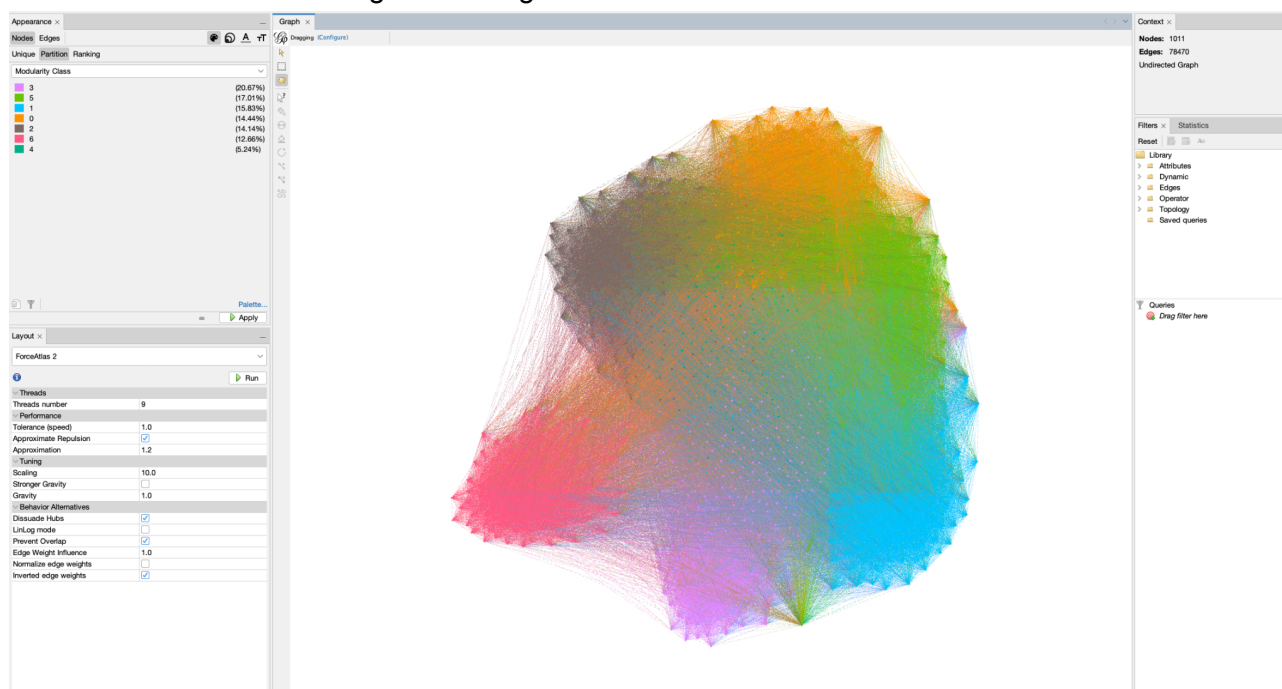 Appearance
Nodes Edges
Unique Partition Ranking
Modularity Class
3 (20.67%)
5 (17.01%)
1 (15.83%)
0 (14.44%)
2 (14.14%)
6 (12.66%)
4 (5.24%)
Palette...
Apply
Layout
ForceAtlas 2
Run
Threads
Threads number 9
Performance
Tolerance (speed) 1.0
Approximate Repulsion
Approximation 1.2
Tuning
Scaling 10.0
Stronger Gravity
Gravity 1.0
Behavior Alternatives
Dissuade Hubs
LinLog mode
Prevent Overlap
Edge Weight Influence 1.0
Normalize edge weights
Inverted edge weights
Graph
Dragging (Configure)
Context
Nodes: 1011
Edges: 78470
Undirected Graph
Filters Statistics
Reset
Library
Attributes
Dynamic
Edges
Operator
Topology
Saved queries
Queries
Drag filter here